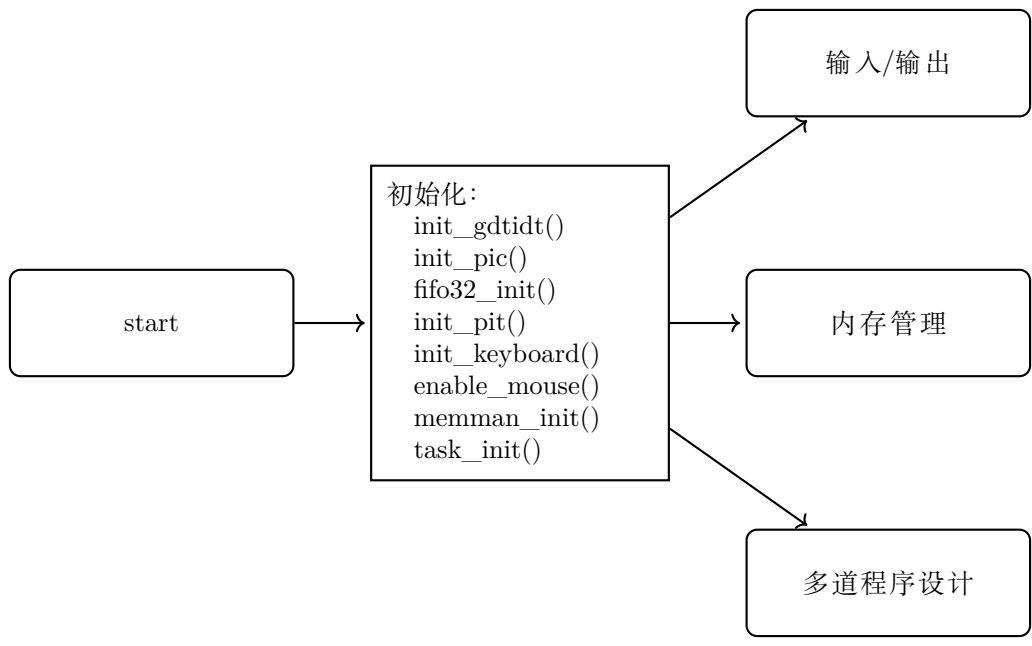 start
初始化:
init_gdtidt()
init_pic()
fifo32_init()
init_pit()
init_keyboard()
enable_mouse()
memman_init()
task_init()
输入/输出
内存管理
多道程序设计